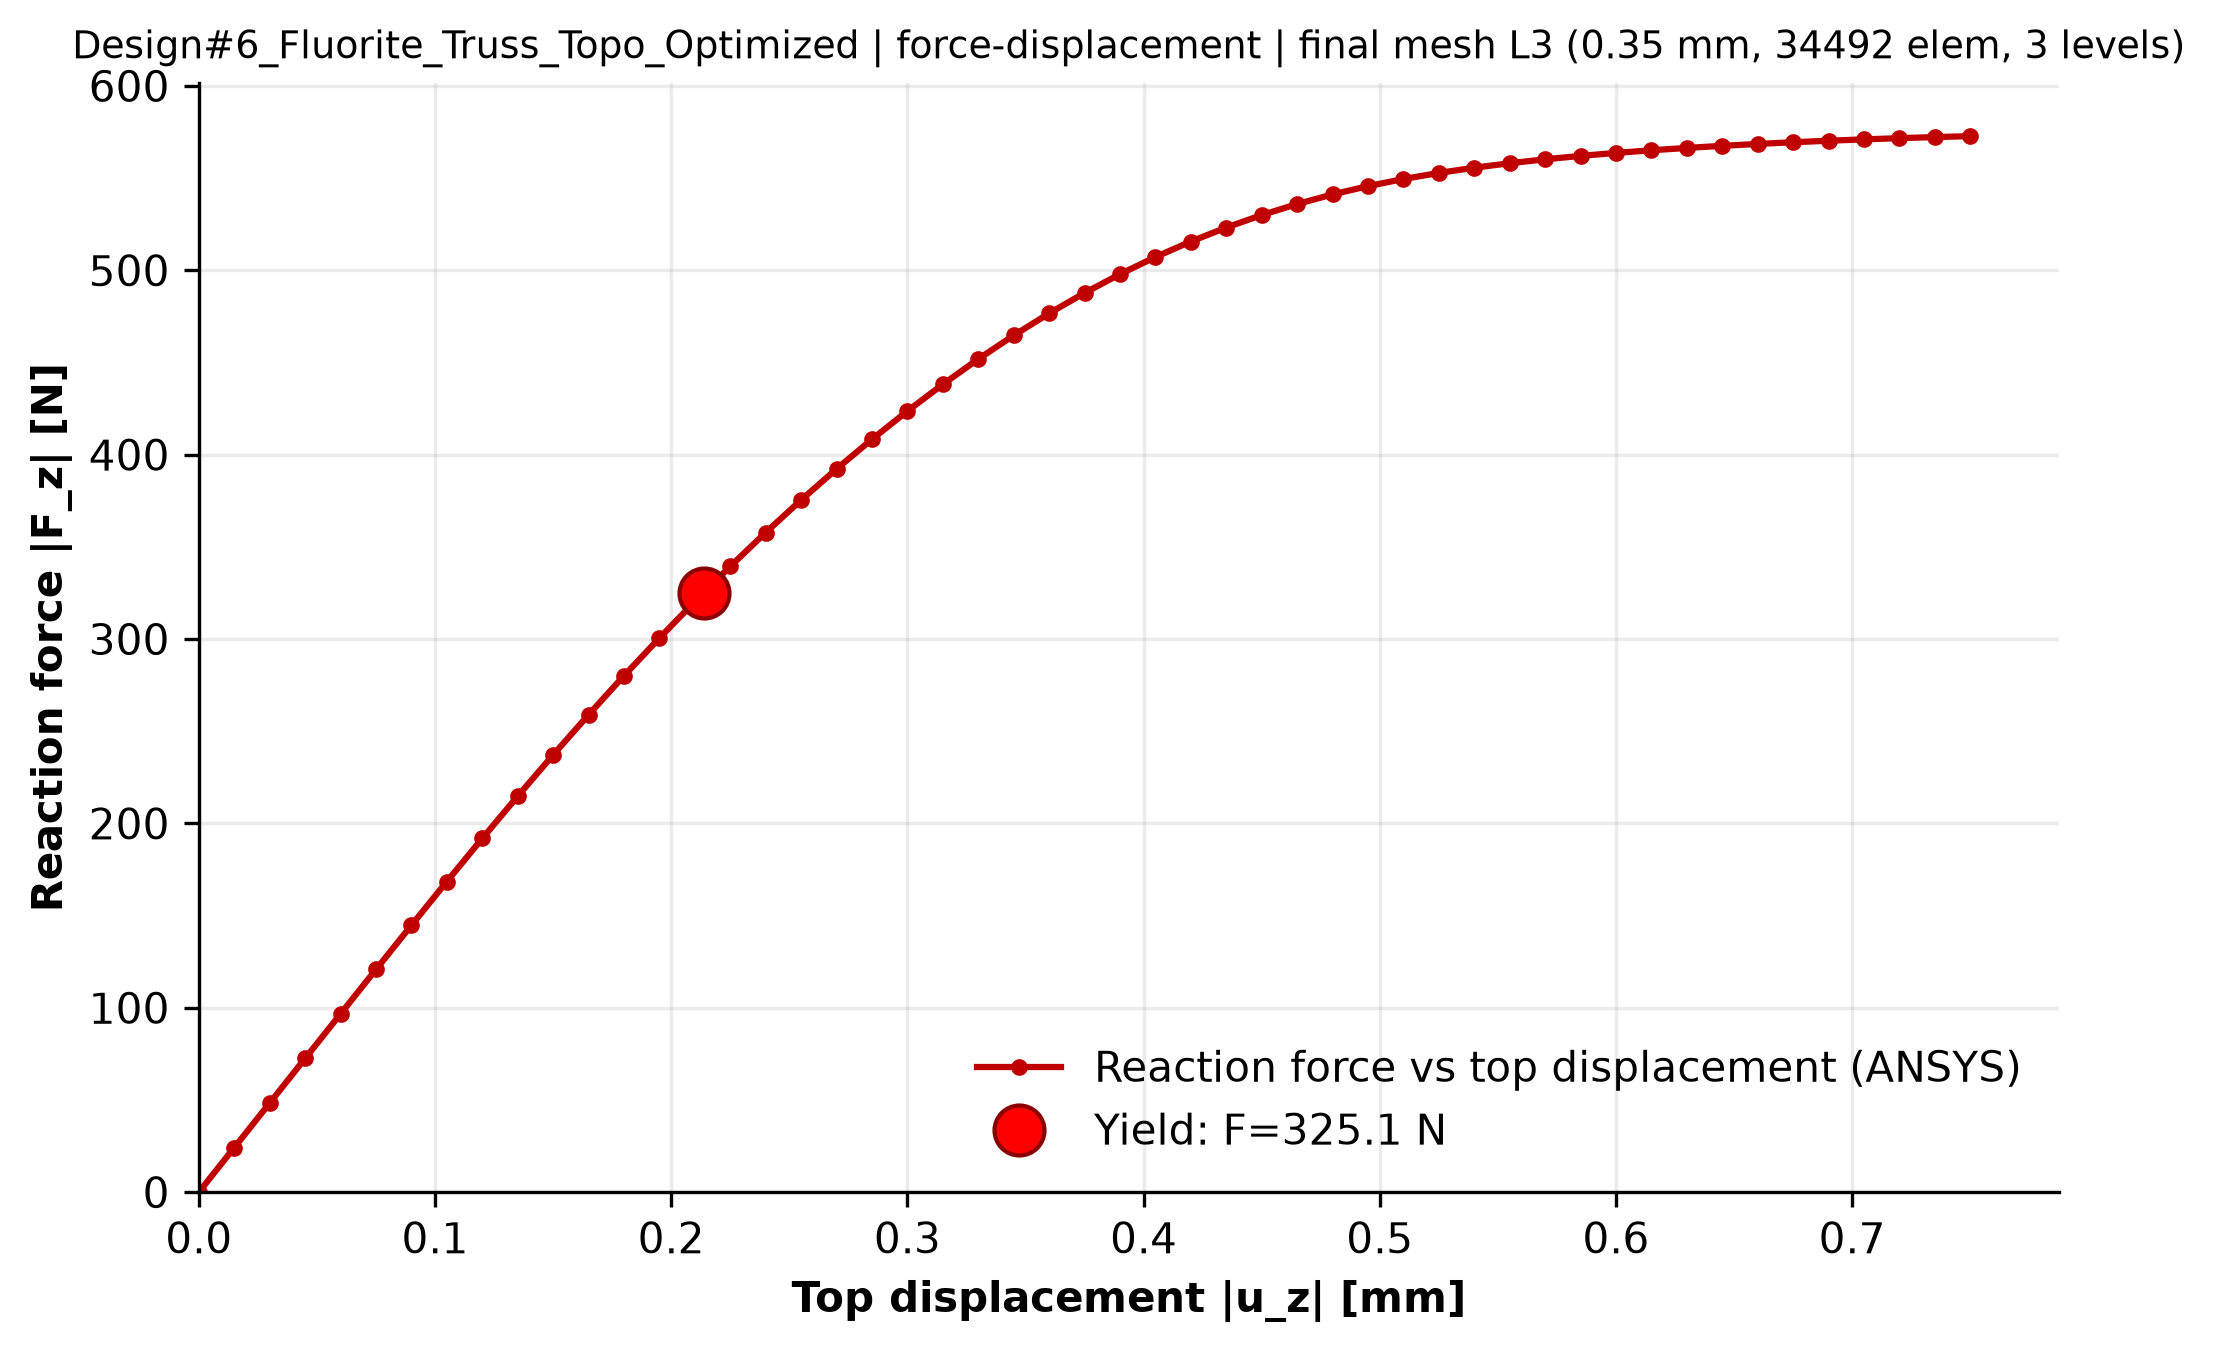 Design#6_Fluorite_Truss_Topo_Optimized | force-displacement | final mesh L3 (0.35 mm, 34492 elem, 3 levels)
600
500
400
300
200
100
0
Reaction force |F_z| [N]
Reaction force vs top displacement (ANSYS)
Yield: F=325.1 N
0.0 0.1 0.2 0.3 0.4 0.5 0.6 0.7
Top displacement |u_z| [mm]